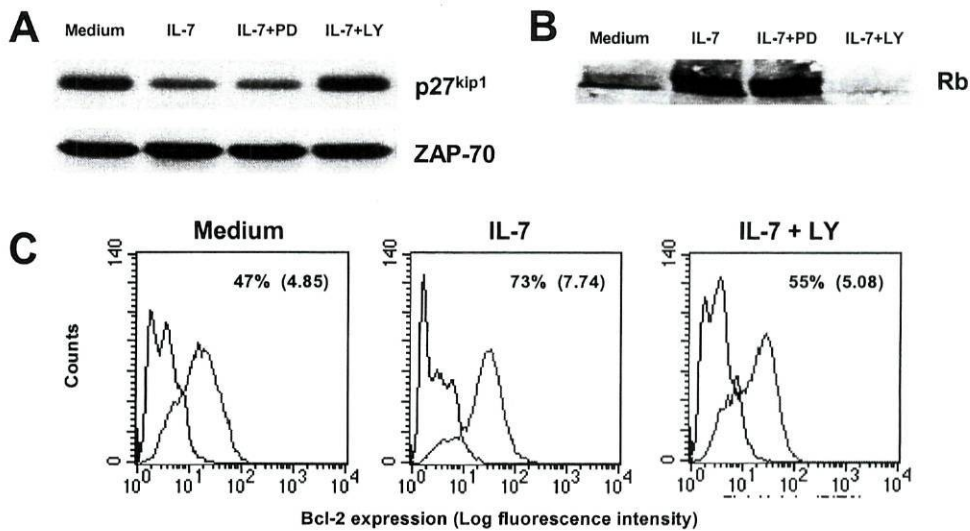 A
Medium IL-7 IL-7+PD IL-7+LY
p27kip1
ZAP-70
B
Medium IL-7 IL-7+PD IL-7+LY
Rb
C
Medium IL-7 IL-7 + LY
140 140 140
47% (4.85) 73% (7.74) 55% (5.08)
Counts
0 0 0
10^0 10^1 10^2 10^3 10^4 10^0 10^1 10^2 10^3 10^4 10^0 10^1 10^2 10^3 10^4
Bcl-2 expression (Log fluorescence intensity)